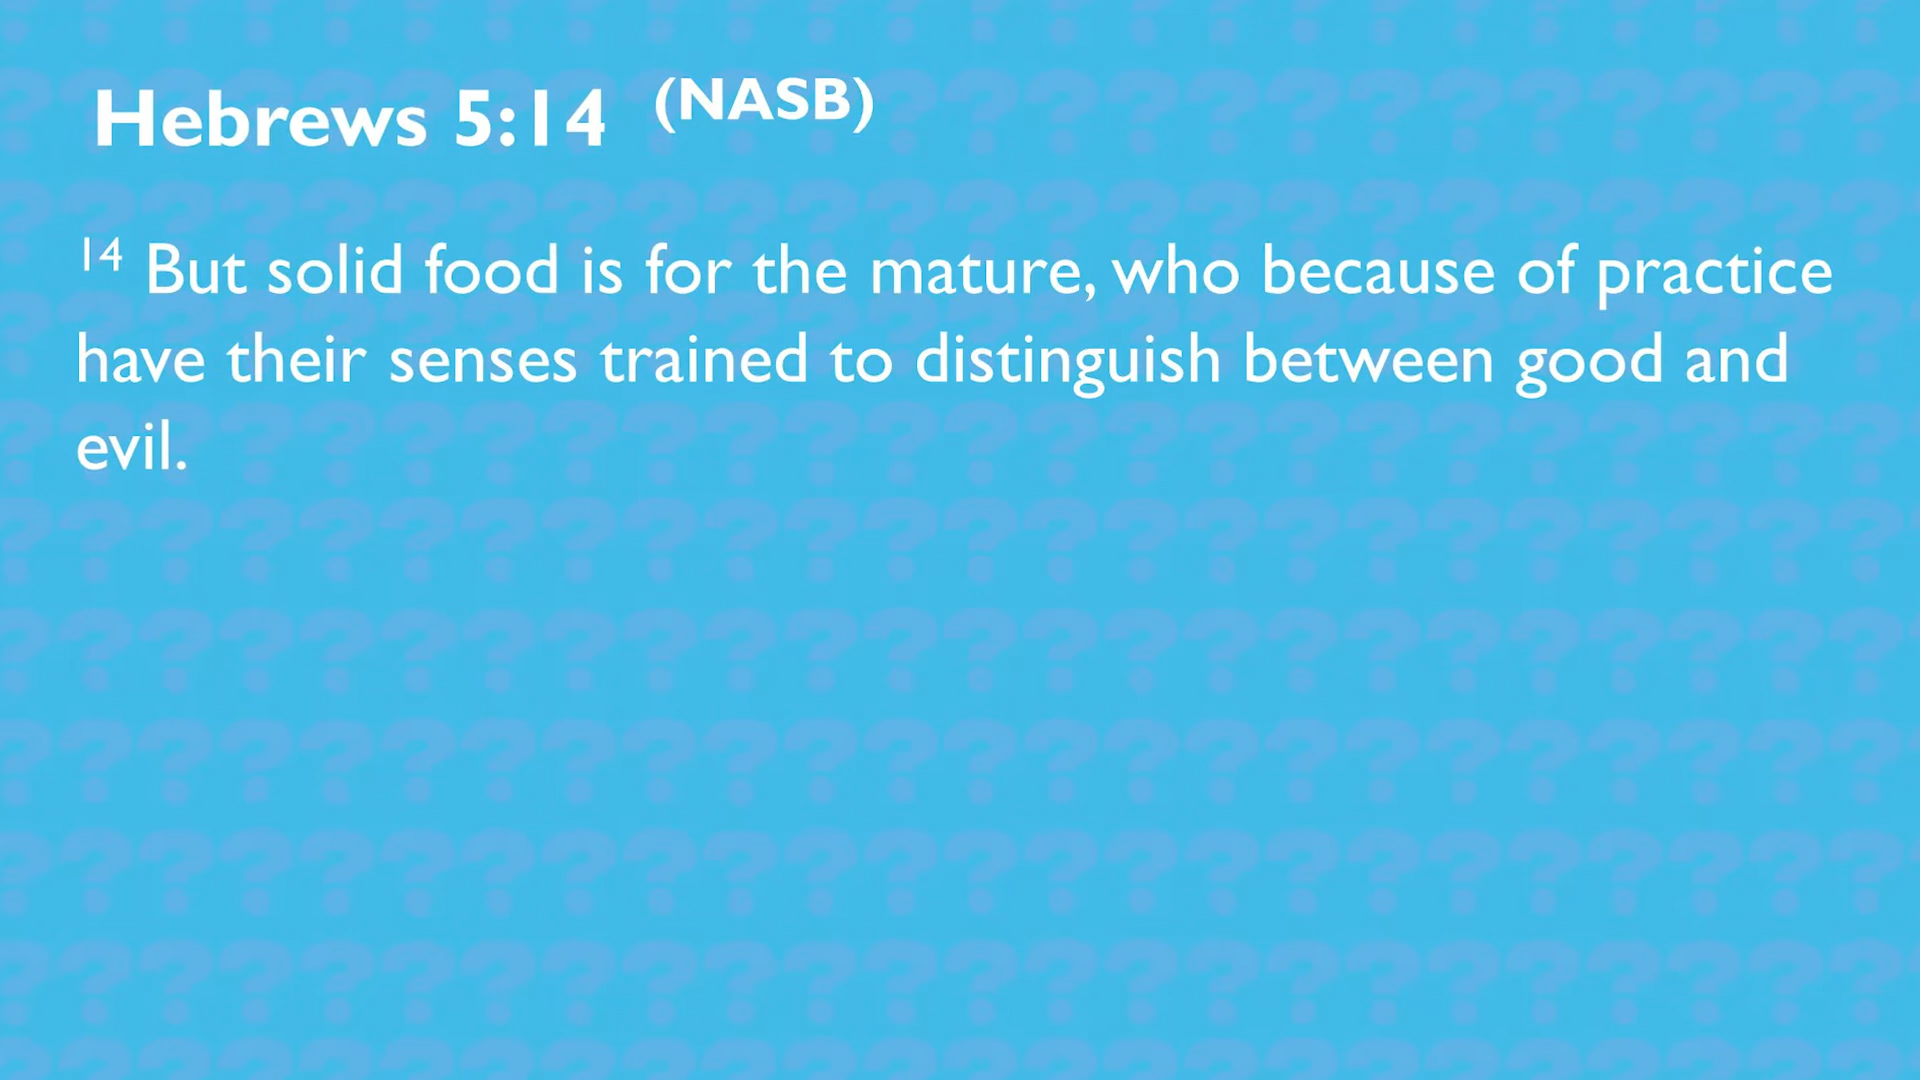 Hebrews 5:14 (NASB)
14 But solid food is for the mature, who because of practice
have their senses trained to distinguish between good and
evil.